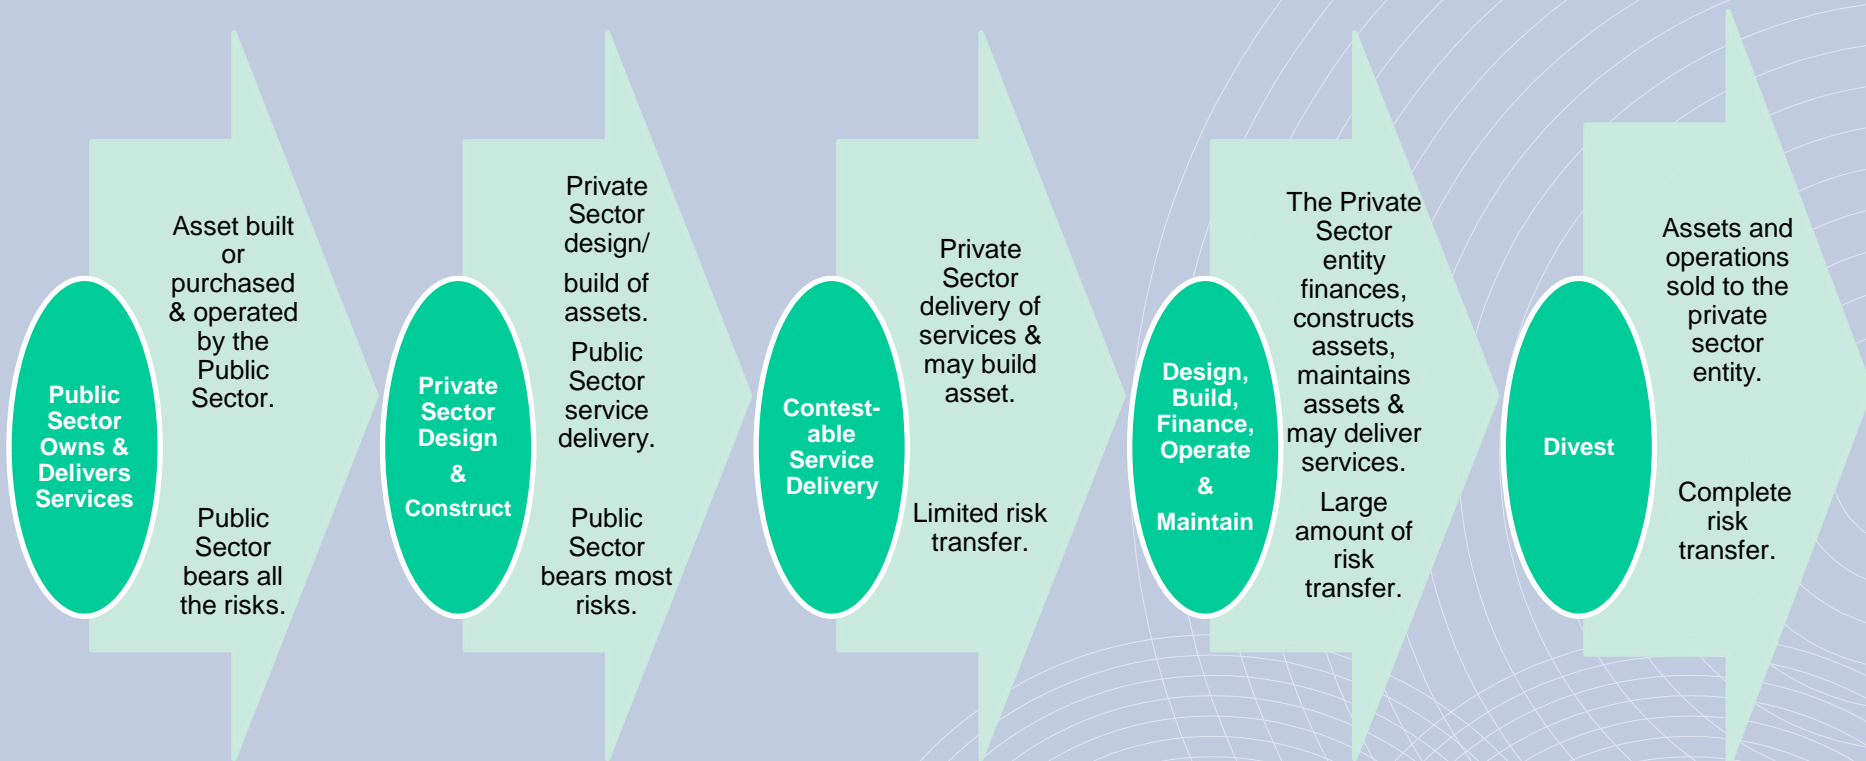 Public
Sector
Owns &
Delivers
Services
Asset built
or
purchased
& operated
by the
Public
Sector.
Public
Sector
bears all
the risks.
Private
Sector
Design
&
Construct
Private
Sector
design/
build of
assets.
Public
Sector
service
delivery.
Public
Sector
bears most
risks.
Contest-
able
Service
Delivery
Private
Sector
delivery of
services &
may build
asset.
Limited risk
transfer.
Design,
Build,
Finance,
Operate
&
Maintain
The Private
Sector
entity
finances,
constructs
assets,
maintains
assets &
may deliver
services.
Large
amount of
risk
transfer.
Divest
Assets and
operations
sold to the
private
sector
entity.
Complete
risk
transfer.